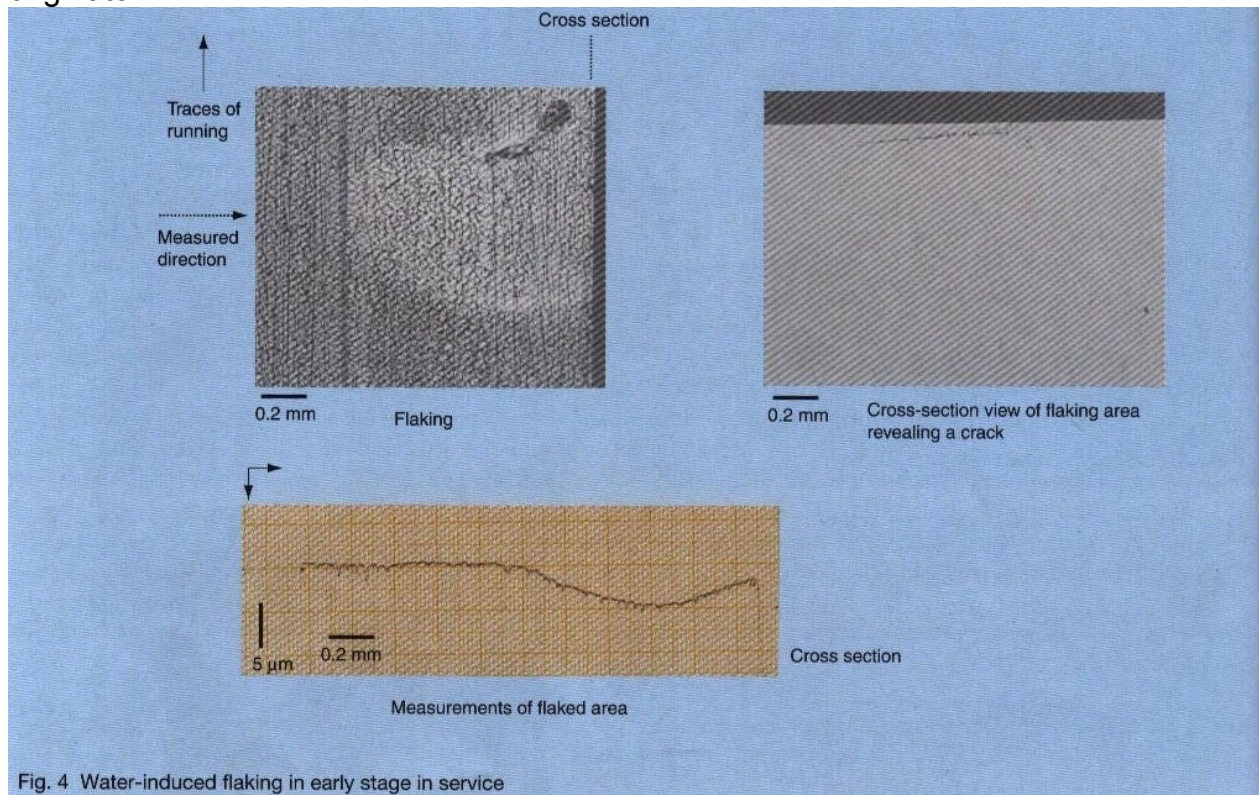 Cross section
Traces of
running
Measured
direction
0.2 mm
Flaking
0.2 mm
Cross-section view of flaking area
revealing a crack
5 µm
0.2 mm
Cross section
Measurements of flaked area
Fig. 4 Water-induced flaking in early stage in service